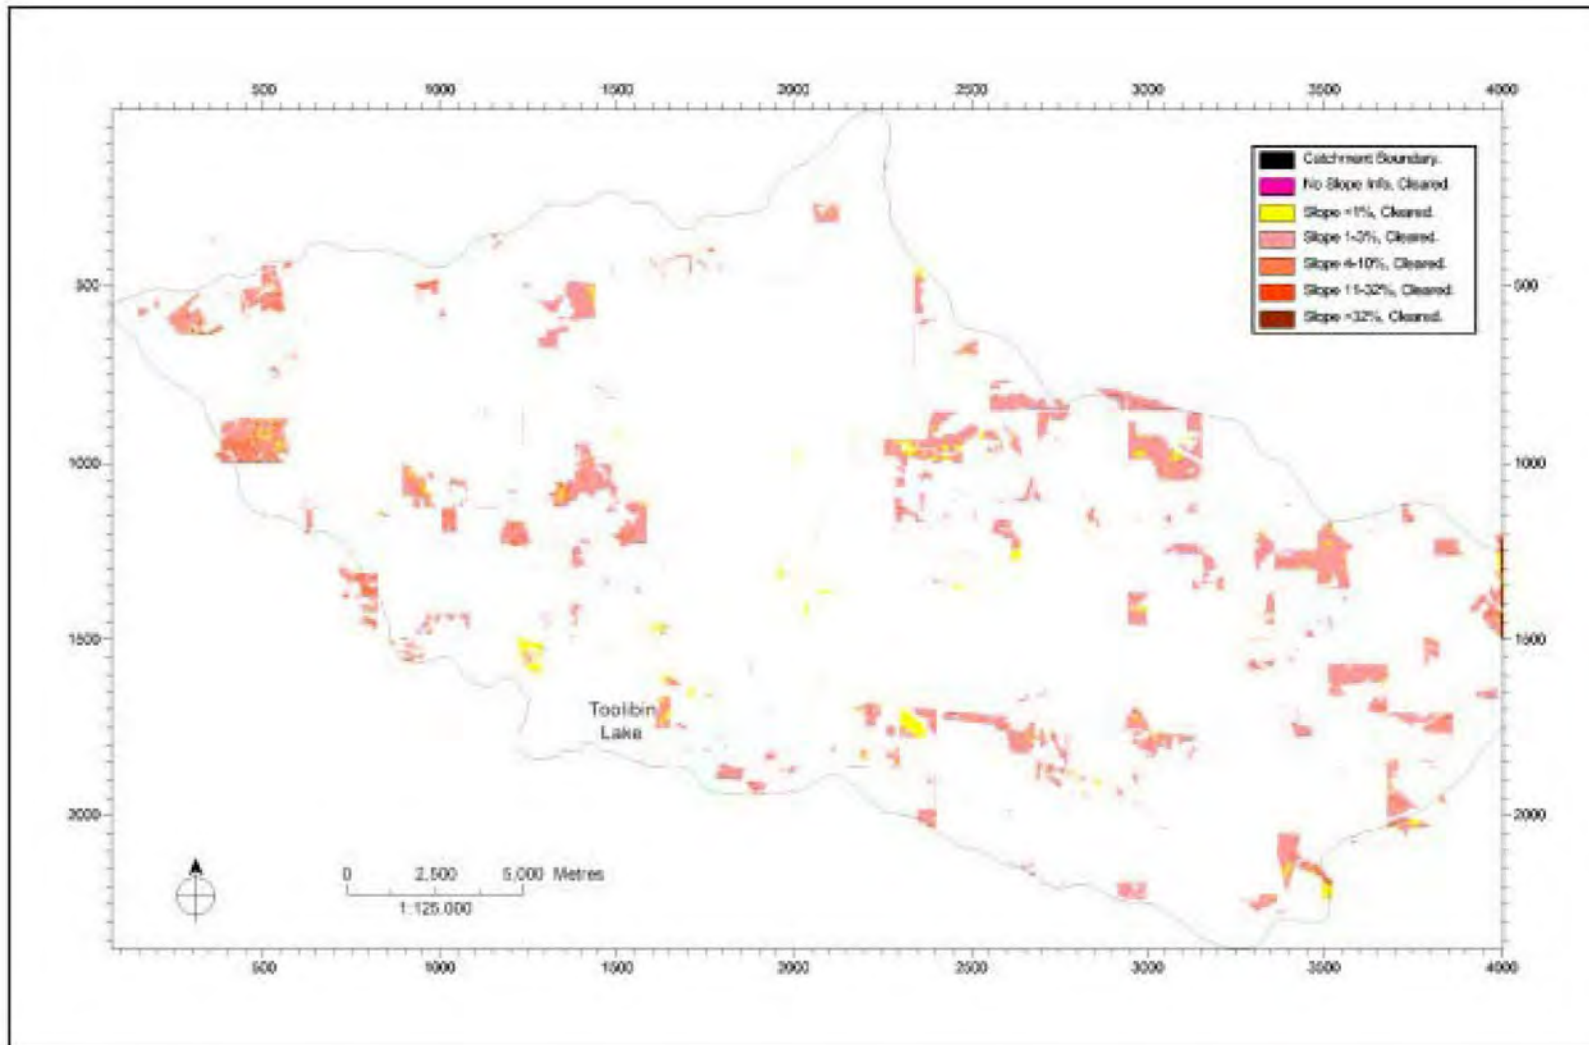 500 1000 1500 2000 2500 3000 3500 4000
Catchment Boundary.
No Slope Info, Cleared.
Slope <1%, Cleared.
Slope 1-3%, Cleared.
Slope 4-10%, Cleared.
Slope 11-32%, Cleared.
Slope >32%, Cleared.
500 500
1000 1000
1500 1500
Toolibin
Lake
2000 2000
0 2,500 5,000 Metres
1:125,000
500 1000 1500 2000 2500 3000 3500 4000